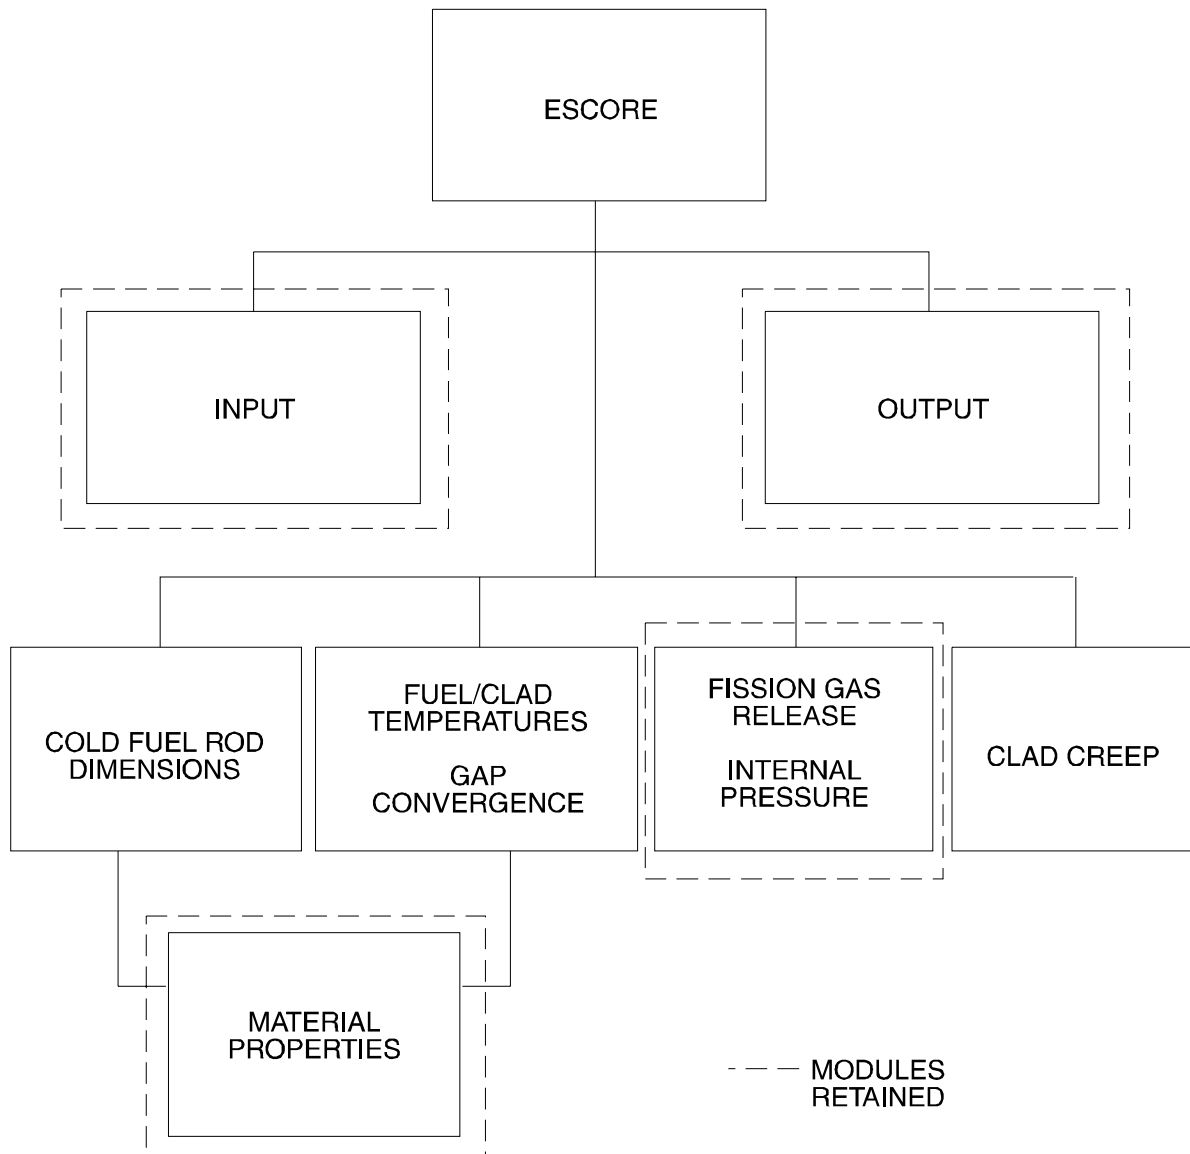 ESCORE
INPUT
OUTPUT
COLD FUEL ROD
DIMENSIONS
FUEL/CLAD
TEMPERATURES
GAP
CONVERGENCE
FISSION GAS
RELEASE
INTERNAL
PRESSURE
CLAD CREEP
MATERIAL
PROPERTIES
MODULES
RETAINED